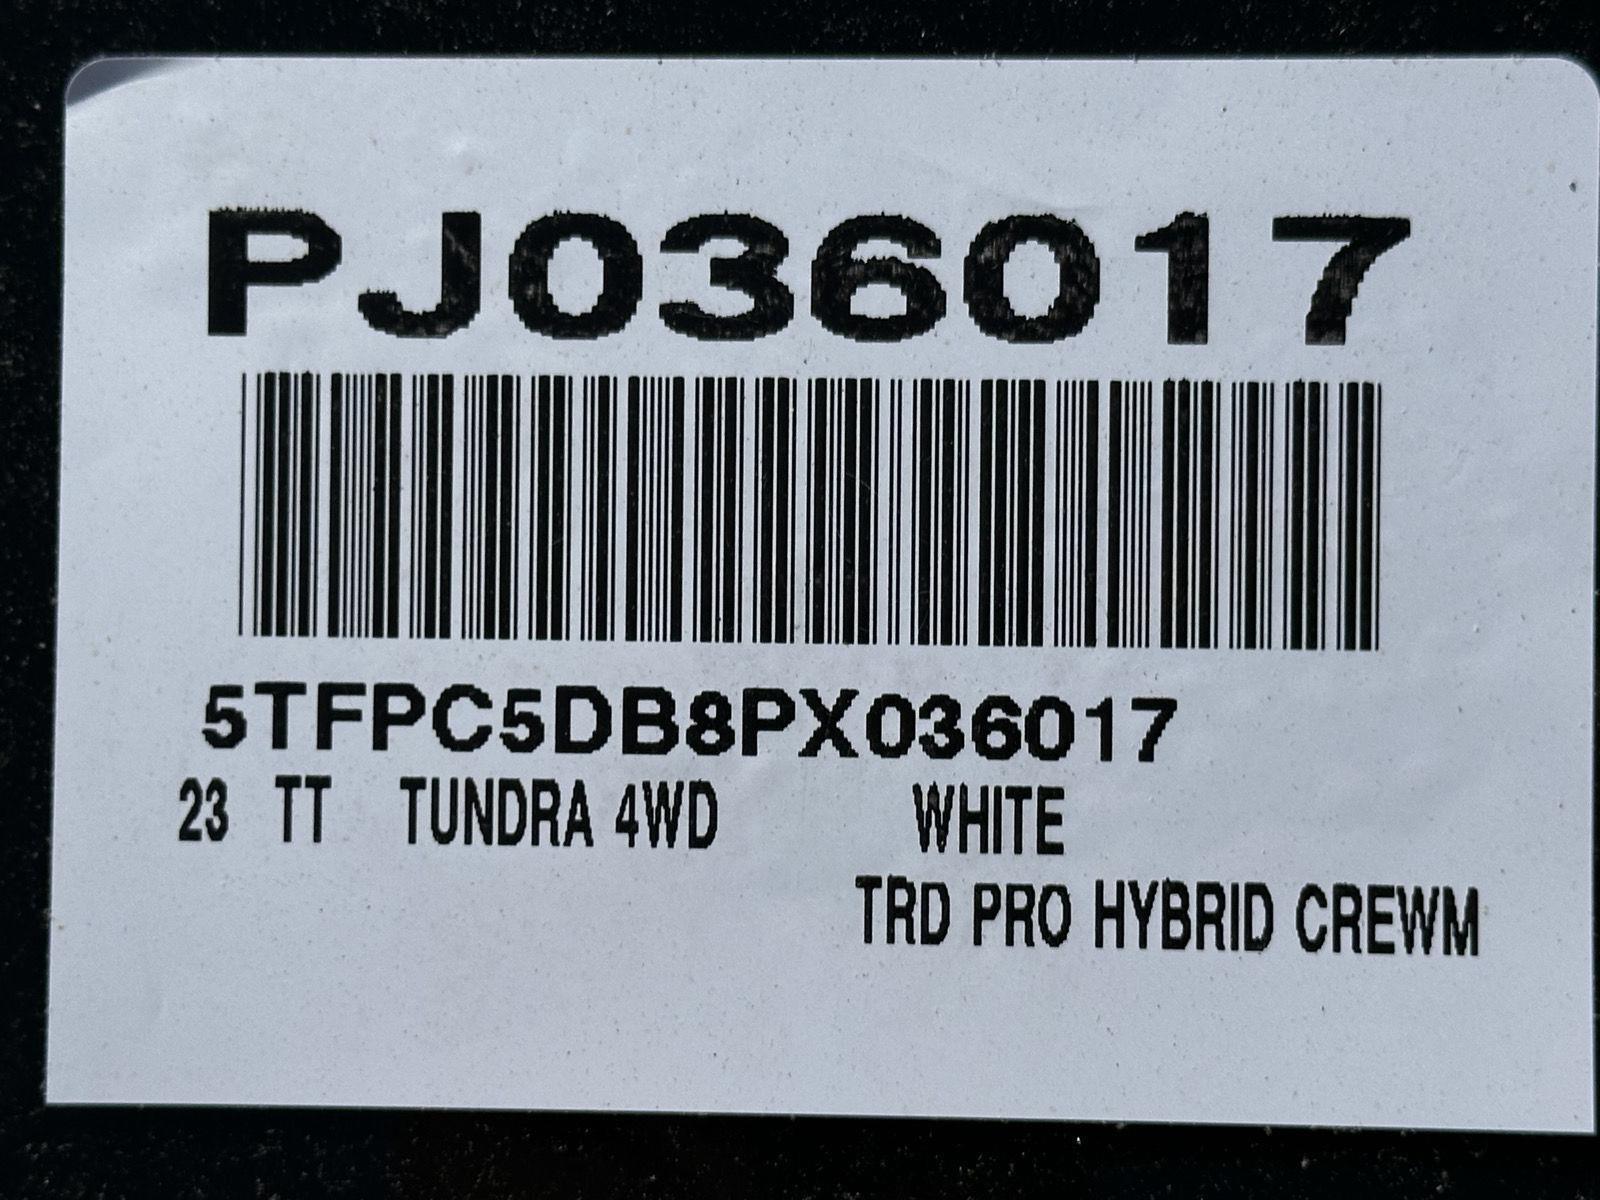 PJ036017
5TFPC5DB8PX036017
23 TT TUNDRA 4WD WHITE
TRD PRO HYBRID CREWM